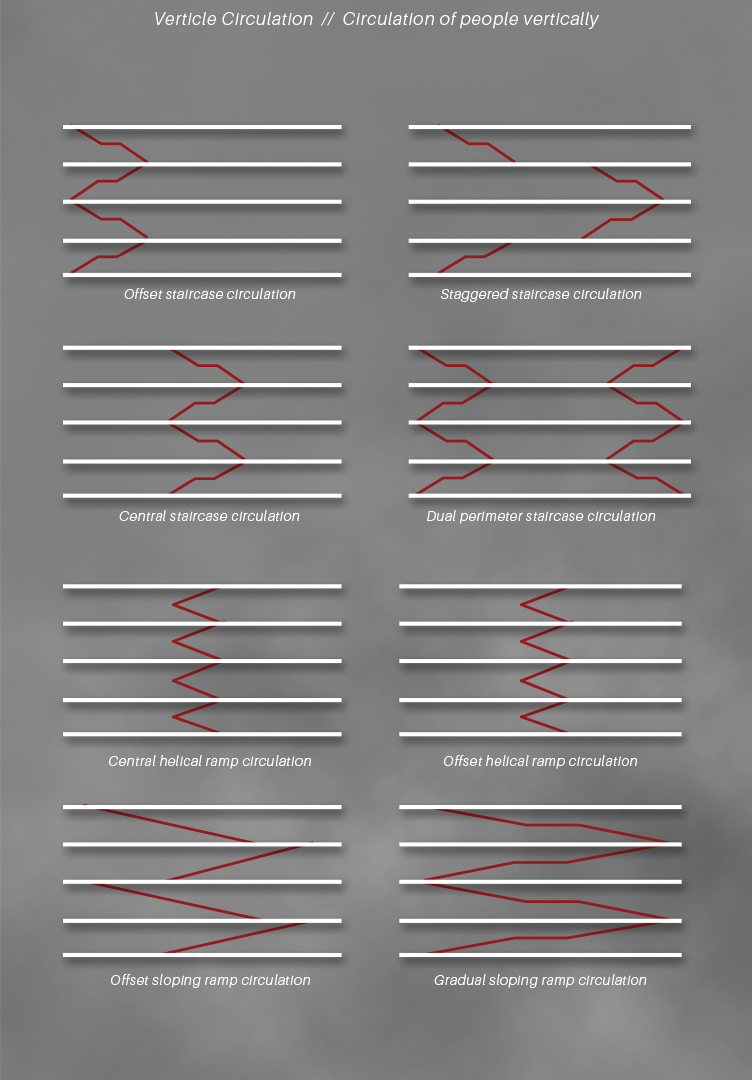 Verticle Circulation // Circulation of people vertically
Offset staircase circulation
Staggered staircase circulation
Central staircase circulation
Dual perimeter staircase circulation
Central helical ramp circulation
Offset helical ramp circulation
Offset sloping ramp circulation
Gradual sloping ramp circulation